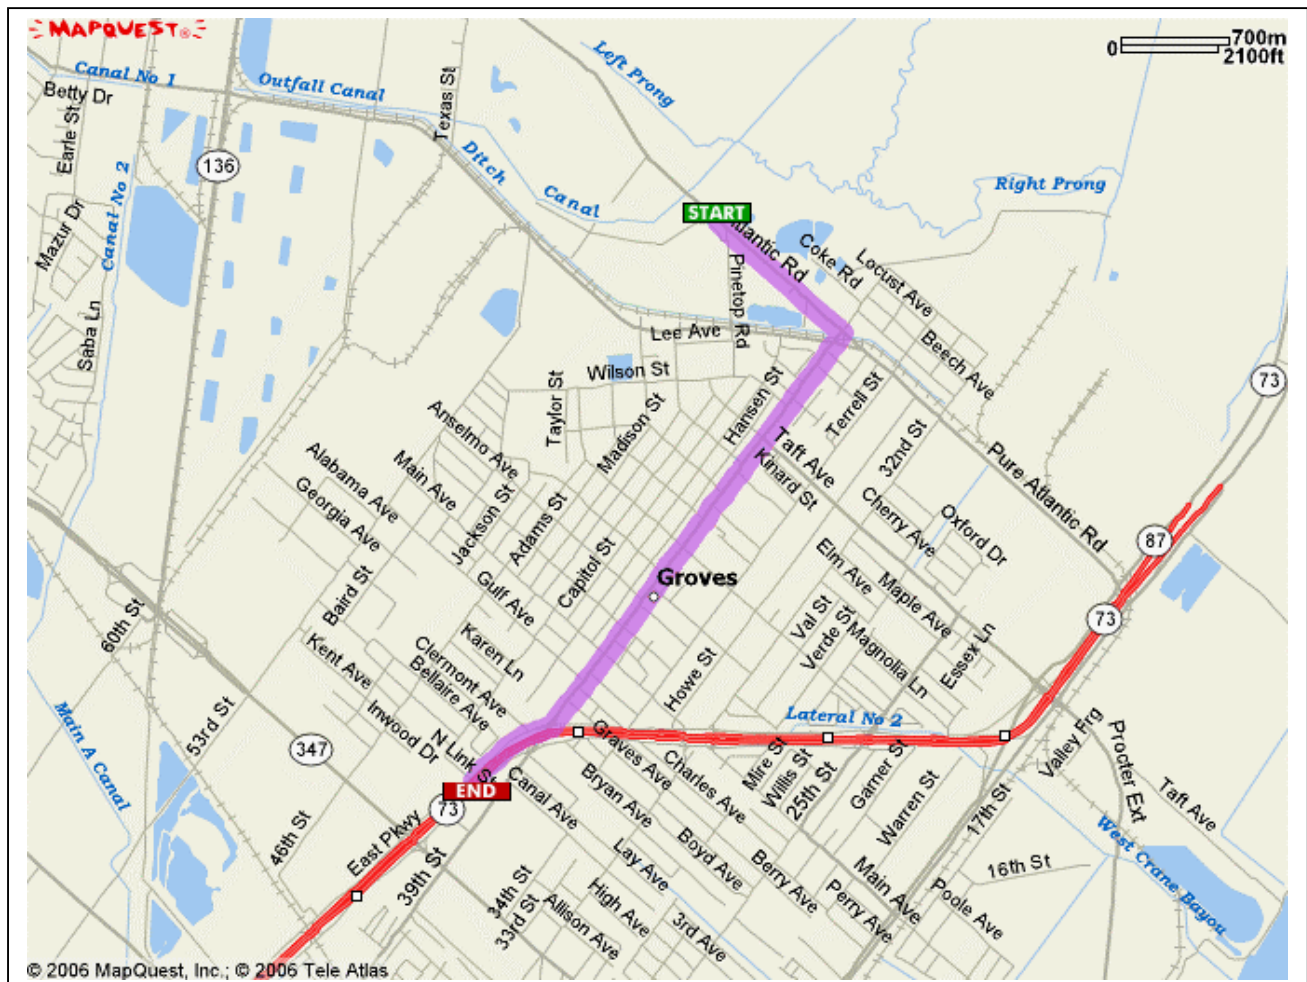 MAPQUEST®
0 700m
2100ft
Canal No 1
Betty Dr
Outfall Canal
Texas St
Left Prong
Earle St
136
Ditch
Canal
Right Prong
Canal No 2
Mazur Dr
START
Atlantic Rd
Coke Rd
Locust Ave
Pinetop Rd
Saba Ln
Lee Ave
Beech Ave
Wilson St
73
Taylor St
Hansen St
Terrell St
Anselmo Ave
Madison St
Taft Ave
32nd St
Alabama Ave
Main Ave
Kinard St
Pure Atlantic Rd
Georgia Ave
Jackson St
Adams St
Cherry Ave
Oxford Dr
87
Capitol St
Elm Ave
Groves
Gulf Ave
Maple Ave
Baird St
60th St
Val St
Verde St
Magnolia Ln
73
Karen Ln
Kent Ave
Clermont Ave
Bellaire Ave
Howe St
Essex Ln
Main A Canal
53rd St
Inwood Dr
N Link St
Lateral No 2
347
Graves Ave
Valley Frg
Procter Ext
END
Canal Ave
Bryan Ave
Charles Ave
Mire St
Willis St
25th St
Garner St
Warren St
17th St
Taft Ave
73
46th St
East Pkwy
39th St
Lay Ave
Boyd Ave
Berry Ave
Main Ave
16th St
West Crane Bayou
34th St
33rd St
Allison Ave
High Ave
3rd Ave
Perry Ave
Poole Ave
© 2006 MapQuest, Inc.; © 2006 Tele Atlas